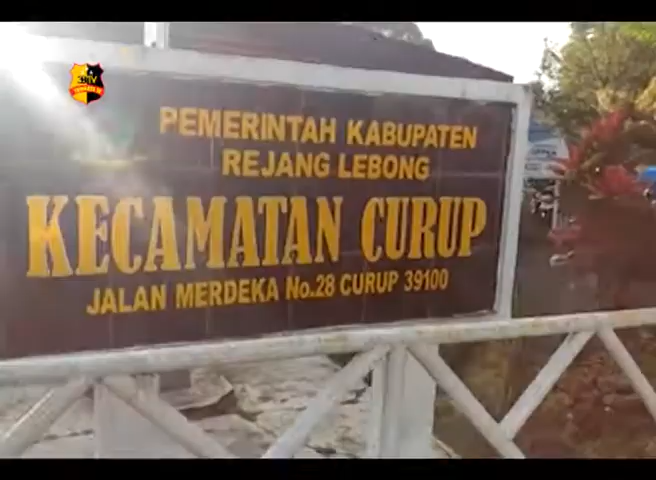 PEMERINTAH KABUPATEN
REJANG LEBONG
KECAMATAN CURUP
JALAN MERDEKA No.28 CURUP 39100